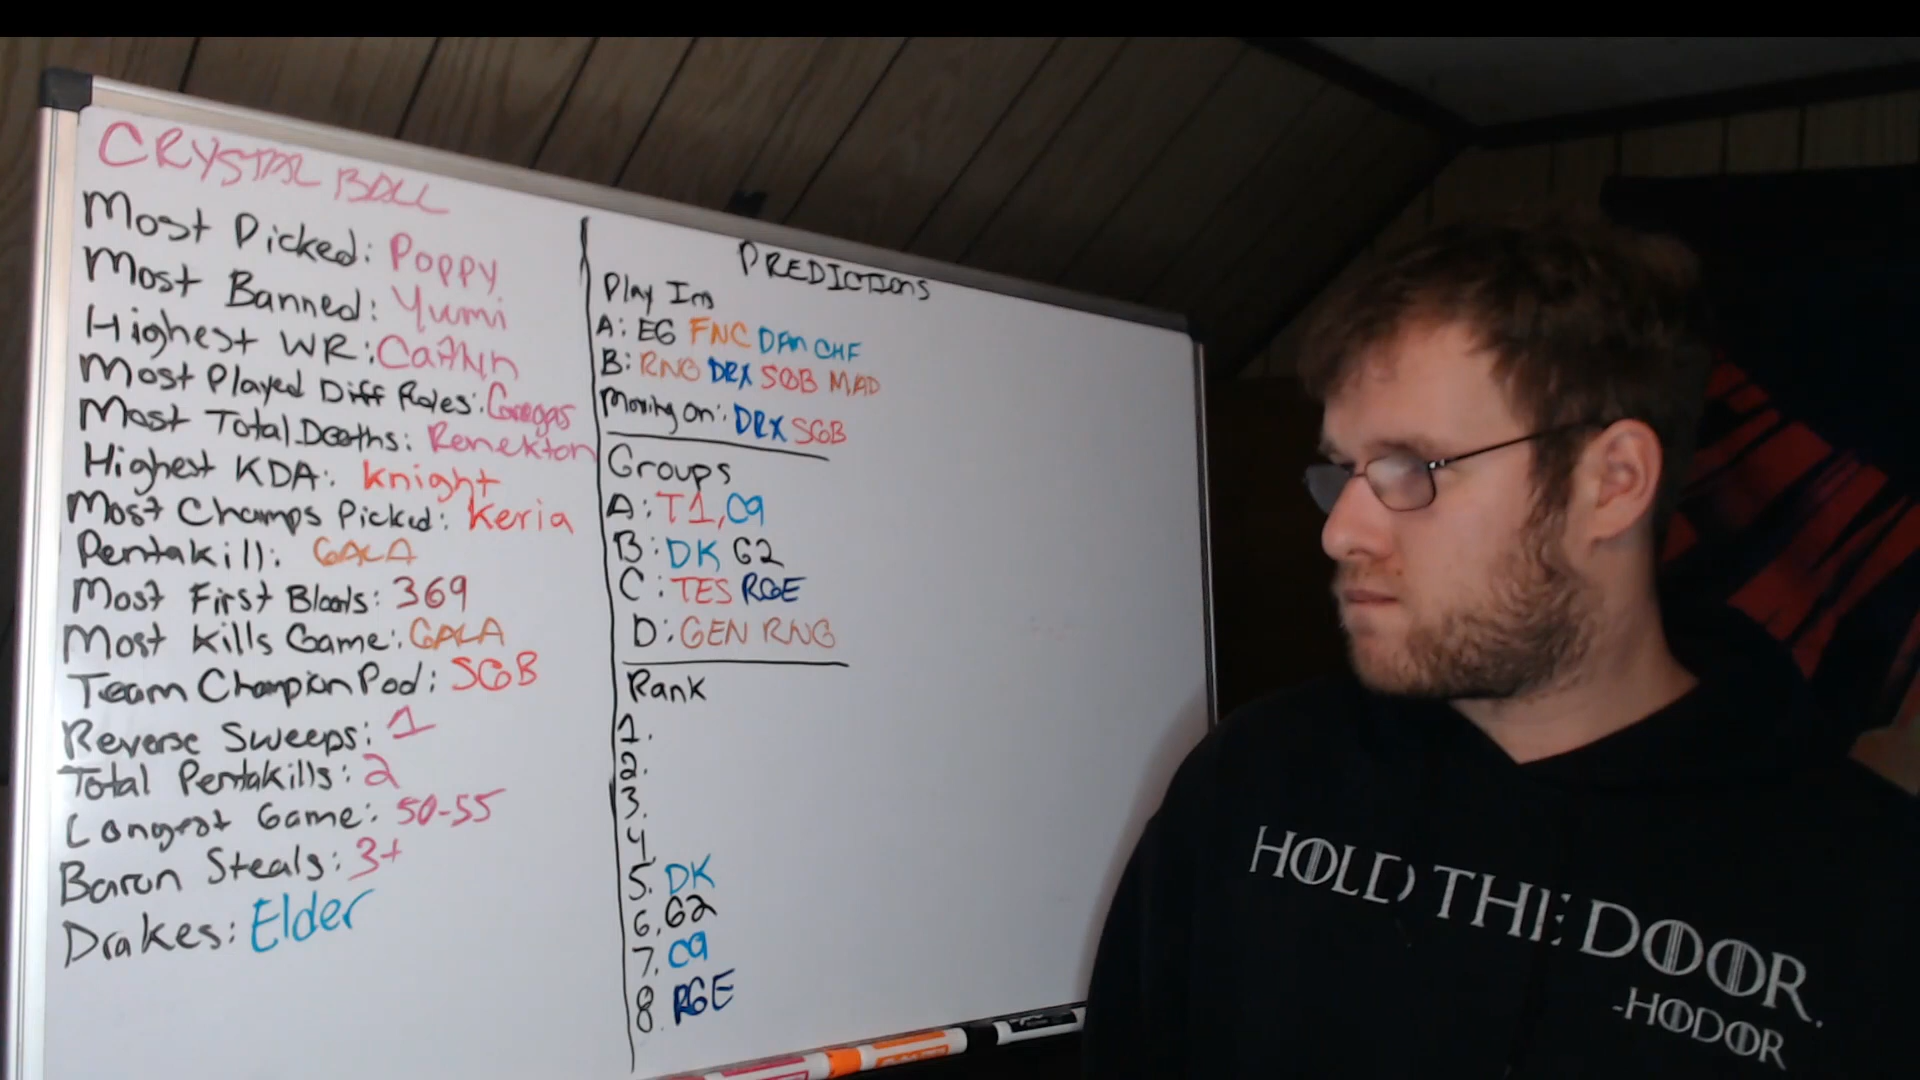 CRYSTAL BALL
Most Picked: Poppy
Most Banned: Yumi
Highest WR: Caitlyn
Most Played Diff Roles: Gragas
Most Total Deaths: Renekton
Highest KDA: Knight
Most Champs Picked: Keria
Pentakill: GALA
Most First Bloods: 369
Most Kills Game: GALA
Team Champion Pool: SGB
Reverse Sweeps: 1
Total Pentakills: 2
Longest Game: 50-55
Baron Steals: 3+
Drakes: Elder
PREDICTIONS
Play Ins
A: EG FNC DFM CHF
B: RNG DRX SGB MAD
Moving On: DRX SGB
Groups
A: T1, C9
B: DK G2
C: TES RGE
D: GEN RNG
Rank
1.
2.
3.
4.
5. DK
6. G2
7. C9
8. RGE
HOLD THE DOOR.
-HODOR